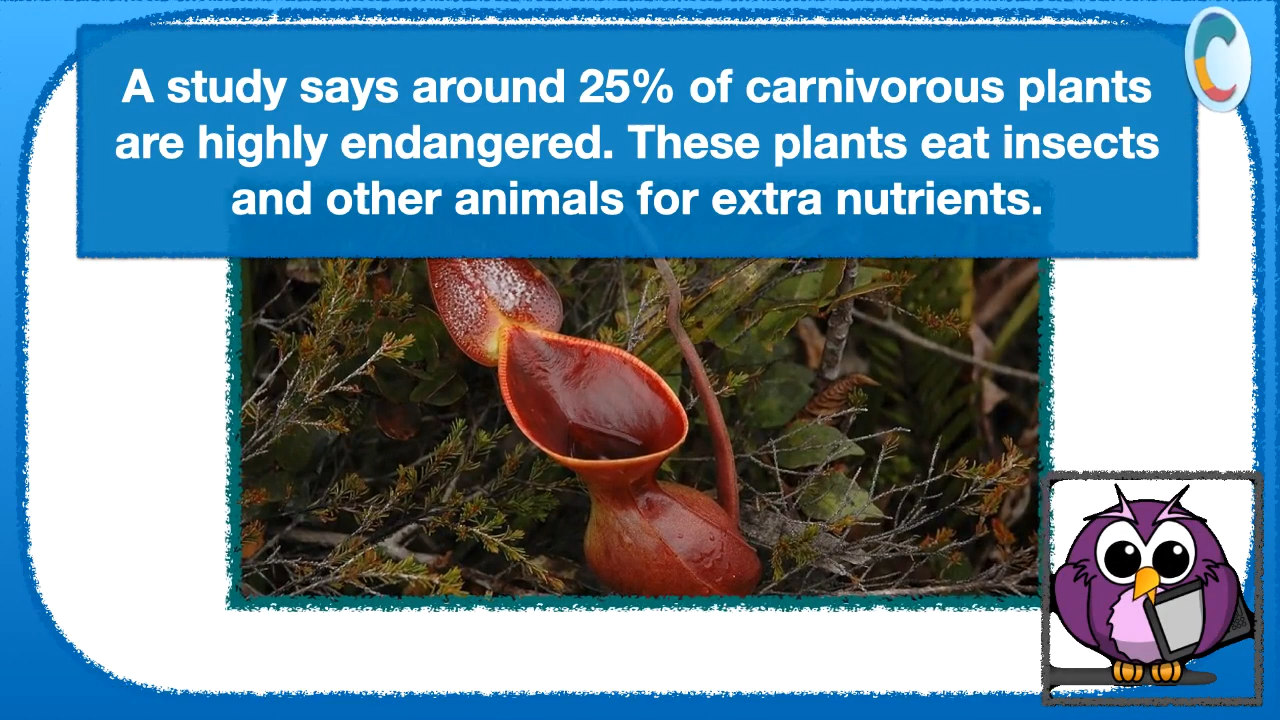 A study says around 25% of carnivorous plants
are highly endangered. These plants eat insects
and other animals for extra nutrients.